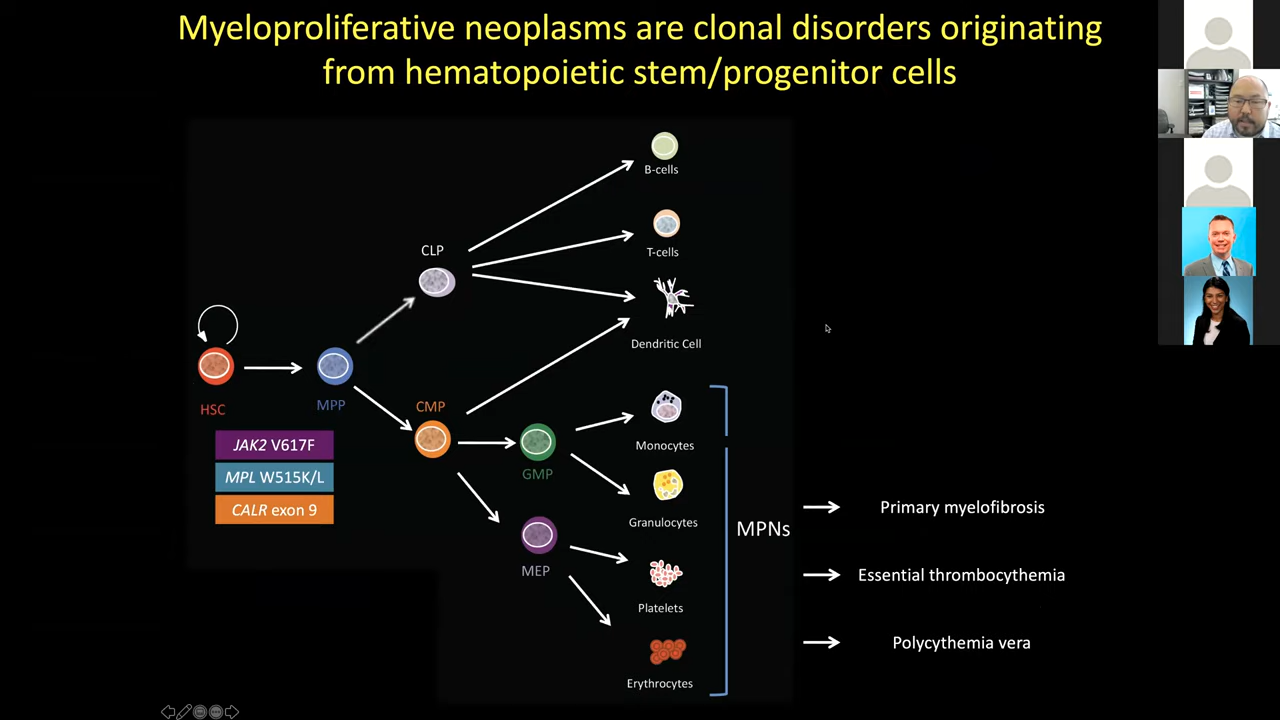 Myeloproliferative neoplasms are clonal disorders originating
from hematopoietic stem/progenitor cells
B-cells
T-cells
CLP
Dendritic Cell
HSC
MPP
CMP
Monocytes
JAK2 V617F
MPL W515K/L
CALR exon 9
GMP
Granulocytes
MPNs
Primary myelofibrosis
MEP
Essential thrombocythemia
Platelets
Polycythemia vera
Erythrocytes